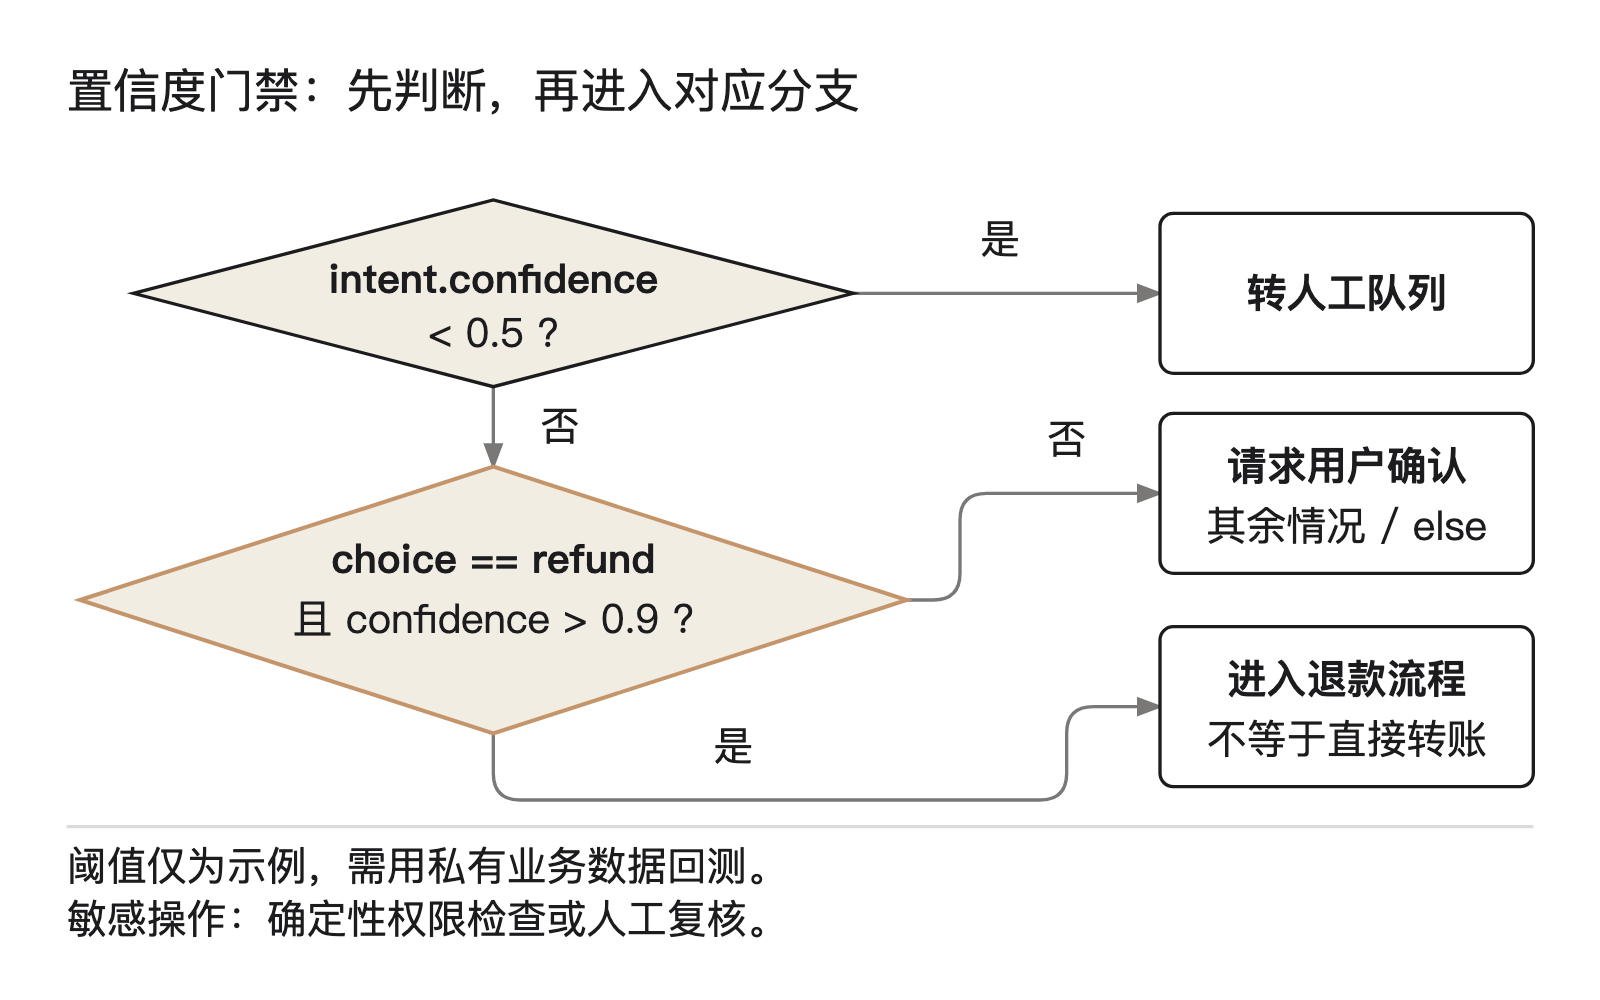 置信度门禁：先判断，再进入对应分支
intent.confidence
< 0.5 ?
是
转人工队列
否
choice == refund
且 confidence > 0.9 ?
否
请求用户确认
其余情况 / else
是
进入退款流程
不等于直接转账
阈值仅为示例，需用私有业务数据回测。
敏感操作：确定性权限检查或人工复核。